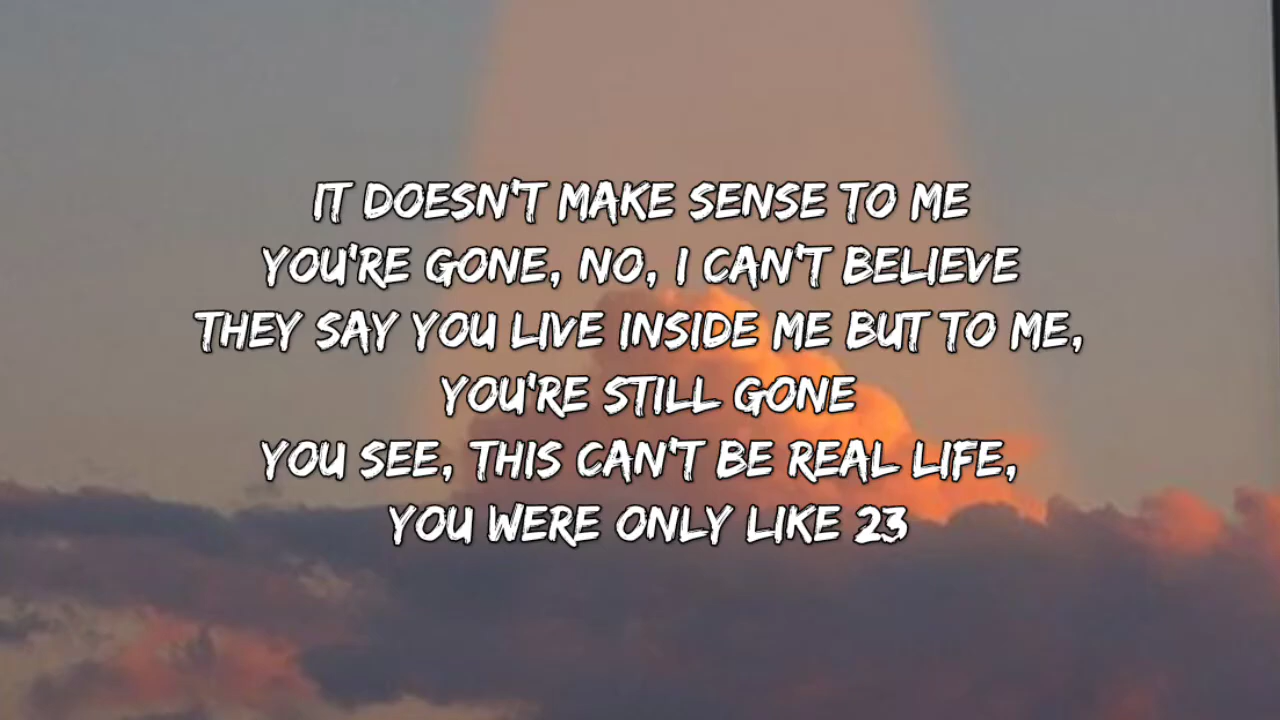 IT DOESN'T MAKE SENSE TO ME
YOU'RE GONE, NO, I CAN'T BELIEVE
THEY SAY YOU LIVE INSIDE ME BUT TO ME,
YOU'RE STILL GONE
YOU SEE, THIS CAN'T BE REAL LIFE,
YOU WERE ONLY LIKE 23